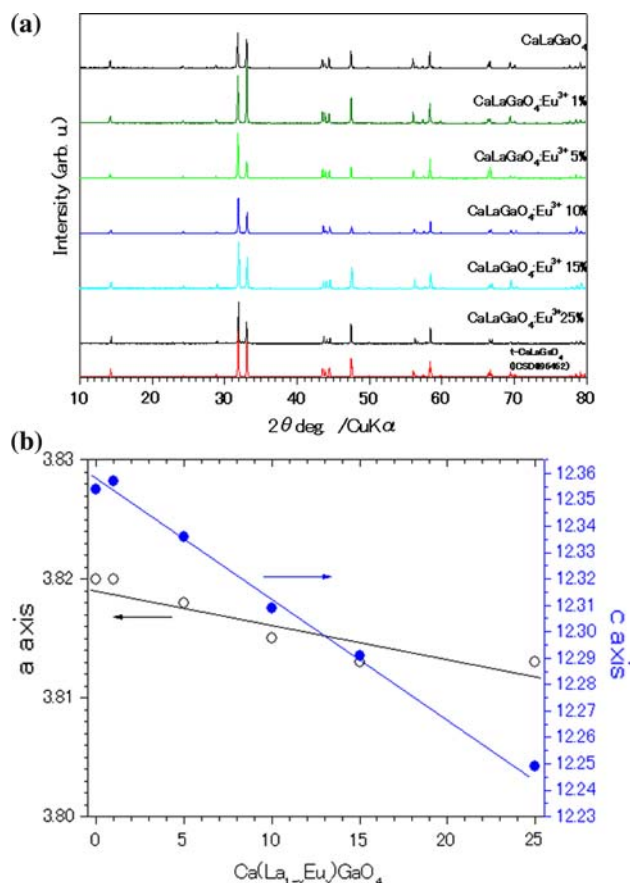 (a)
CaLaGaO₄
CaLaGaO₄:Eu³⁺ 1%
CaLaGaO₄:Eu³⁺ 5%
CaLaGaO₄:Eu³⁺ 10%
CaLaGaO₄:Eu³⁺ 15%
CaLaGaO₄:Eu³⁺25%
t-CaLaGaO₄
Intensity (arb. u.)
10 20 30 40 50 60 70 80
2θ deg. /CuKα
(b)
3.83
3.82
3.81
3.80
a axis
12.36
12.35
12.34
12.33
12.32
12.31
12.30
12.29
12.28
12.27
12.26
12.25
12.24
12.23
c axis
0 5 10 15 20 25
Ca(La₁₋ₓEuₓ)GaO₄